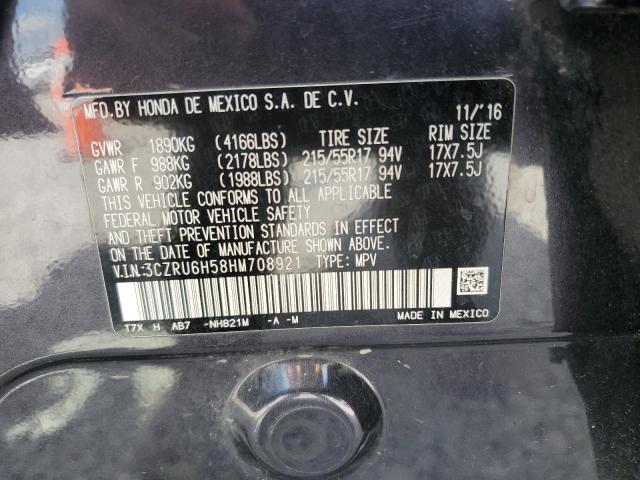 MFD.BY HONDA DE MEXICO S.A. DE C.V. 11/'16
GVWR 1890KG (4166LBS) TIRE SIZE RIM SIZE
GAWR F 988KG (2178LBS) 215/55R17 94V 17X7.5J
GAWR R 902KG (1988LBS) 215/55R17 94V 17X7.5J
THIS VEHICLE CONFORMS TO ALL APPLICABLE
FEDERAL MOTOR VEHICLE SAFETY
AND THEFT PREVENTION STANDARDS IN EFFECT
ON THE DATE OF MANUFACTURE SHOWN ABOVE.
V.I.N:3CZRU6H58HM708921 TYPE: MPV
T7X H AB7 -NH821M -A -M MADE IN MEXICO